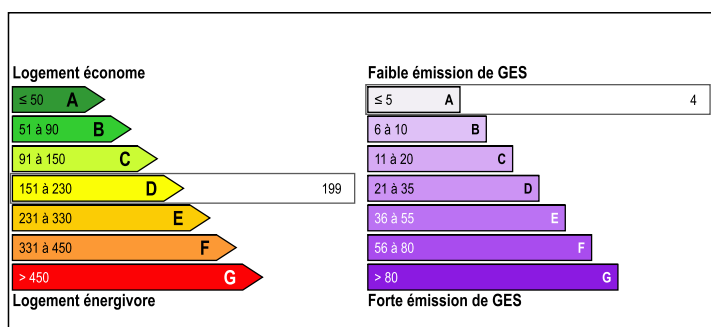 Logement économe
≤ 50 A
51 à 90 B
91 à 150 C
151 à 230 D 199
231 à 330 E
331 à 450 F
> 450 G
Logement énergivore
Faible émission de GES
≤ 5 A 4
6 à 10 B
11 à 20 C
21 à 35 D
36 à 55 E
56 à 80 F
> 80 G
Forte émission de GES